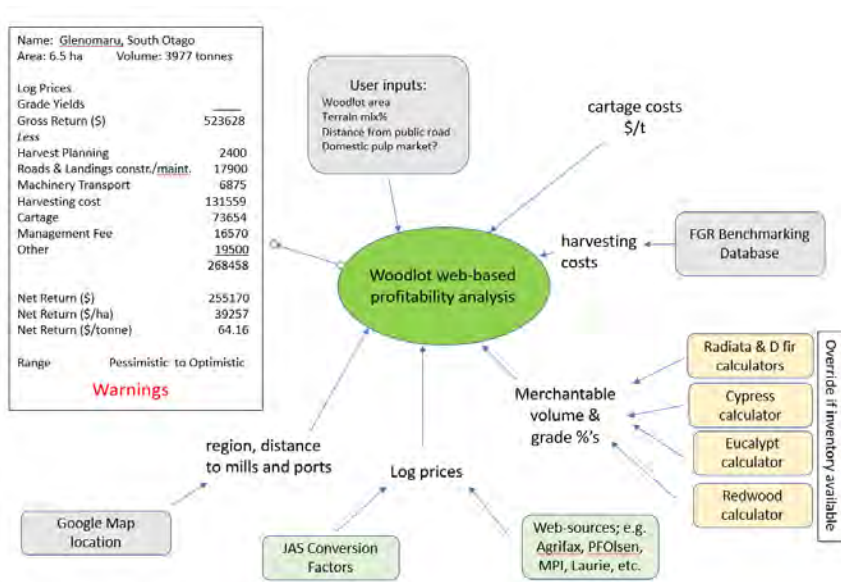 Name: Glenomaru, South Otago
Area: 6.5 ha Volume: 3977 tonnes
Log Prices
Grade Yields
Gross Return ($) 523628
Less
Harvest Planning 2400
Roads & Landings constr./maint. 17900
Machinery Transport 6875
Harvesting cost 131559
Cartage 73654
Management Fee 16570
Other 19500
268458
Net Return ($) 255170
Net Return ($/ha) 39257
Net Return ($/tonne) 64.16
Range Pessimistic to Optimistic
Warnings
User inputs:
Woodlot area
Terrain mix%
Distance from public road
Domestic pulp market?
cartage costs
$/t
harvesting
costs
FGR Benchmarking
Database
Woodlot web-based
profitability analysis
Radiata & D fir
calculators
Cypress
calculator
Eucalypt
calculator
Redwood
calculator
Override if inventory available
Merchantable
volume &
grade %'s
region, distance
to mills and ports
Log prices
Google Map
location
JAS Conversion
Factors
Web-sources; e.g.
Agrifax, PFOlsen,
MPI, Laurie, etc.